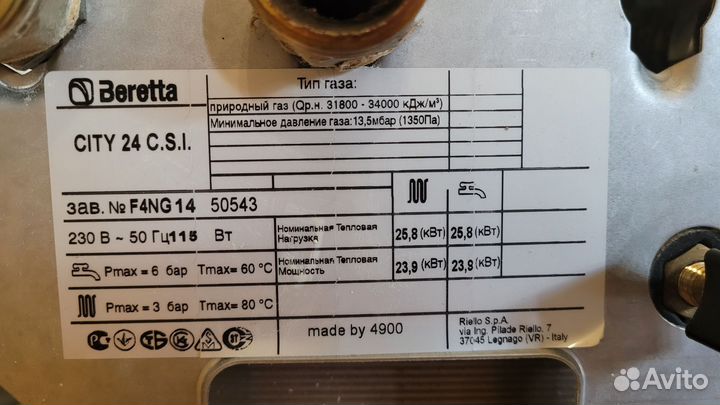 Beretta
CITY 24 C.S.I.
Тип газа:
природный газ (Qр.н. 31800 - 34000 кДж/м³)
Минимальное давление газа: 13,5мбар (1350Па)
зав. № F4NG14 50543
230 В ~ 50 Гц 115 Вт
Номинальная Тепловая Нагрузка 25,8 (кВт) 25,8 (кВт)
Pmax = 6 бар Tmax= 60 °C
Номинальная Тепловая Мощность 23,9 (кВт) 23,9 (кВт)
Pmax = 3 бар Tmax= 80 °C
made by 4900
Riello S.p.A.
via Ing. Pilade Riello, 7
37045 Legnago (VR) - Italy
Avito